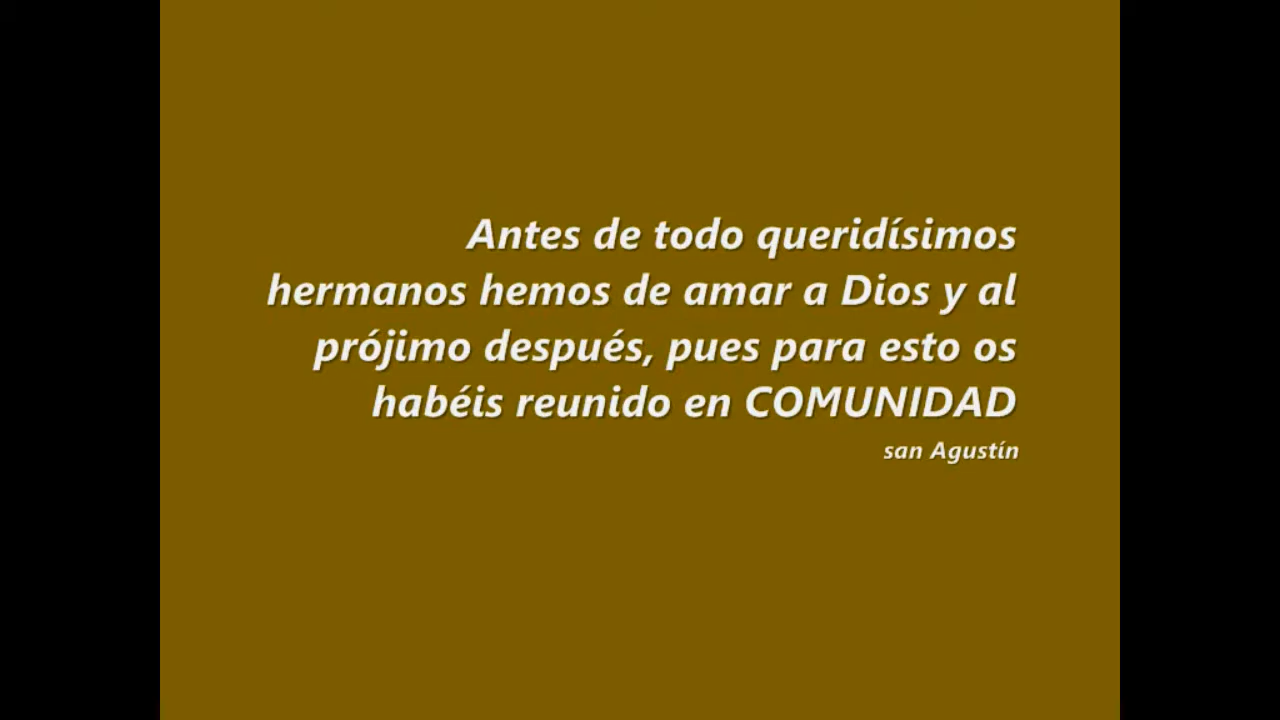 Antes de todo queridísimos
hermanos hemos de amar a Dios y al
prójimo después, pues para esto os
habéis reunido en COMUNIDAD
san Agustín